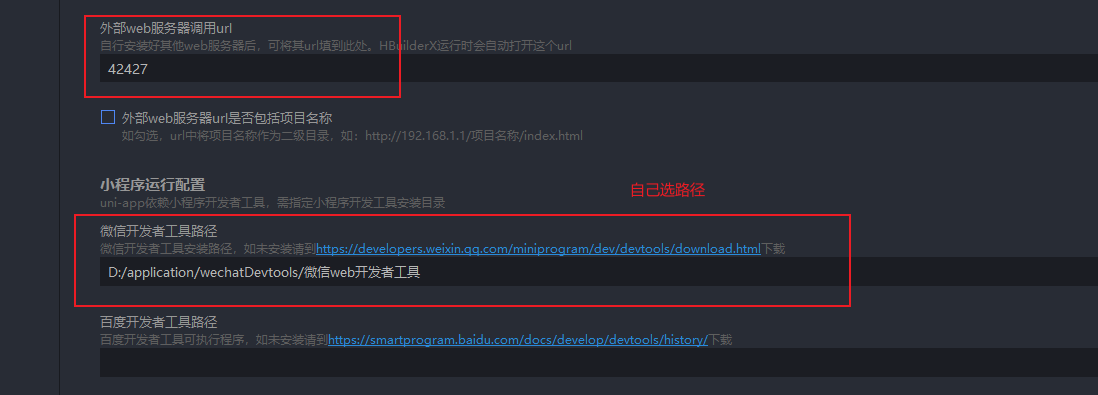 外部web服务器调用url
自行安装好其他web服务器后，可将其url填到此处。HBuilderX运行时会自动打开这个url
42427
外部web服务器url是否包括项目名称
如勾选，url中将项目名称作为二级目录，如：http://192.168.1.1/项目名称/index.html
小程序运行配置
自己选路径
uni-app依赖小程序开发者工具，需指定小程序开发工具安装目录
微信开发者工具路径
微信开发者工具安装路径，如未安装请到https://developers.weixin.qq.com/miniprogram/dev/devtools/download.html下载
D:/application/wechatDevtools/微信web开发者工具
百度开发者工具路径
百度开发者工具可执行程序，如未安装请到https://smartprogram.baidu.com/docs/develop/devtools/history/下载